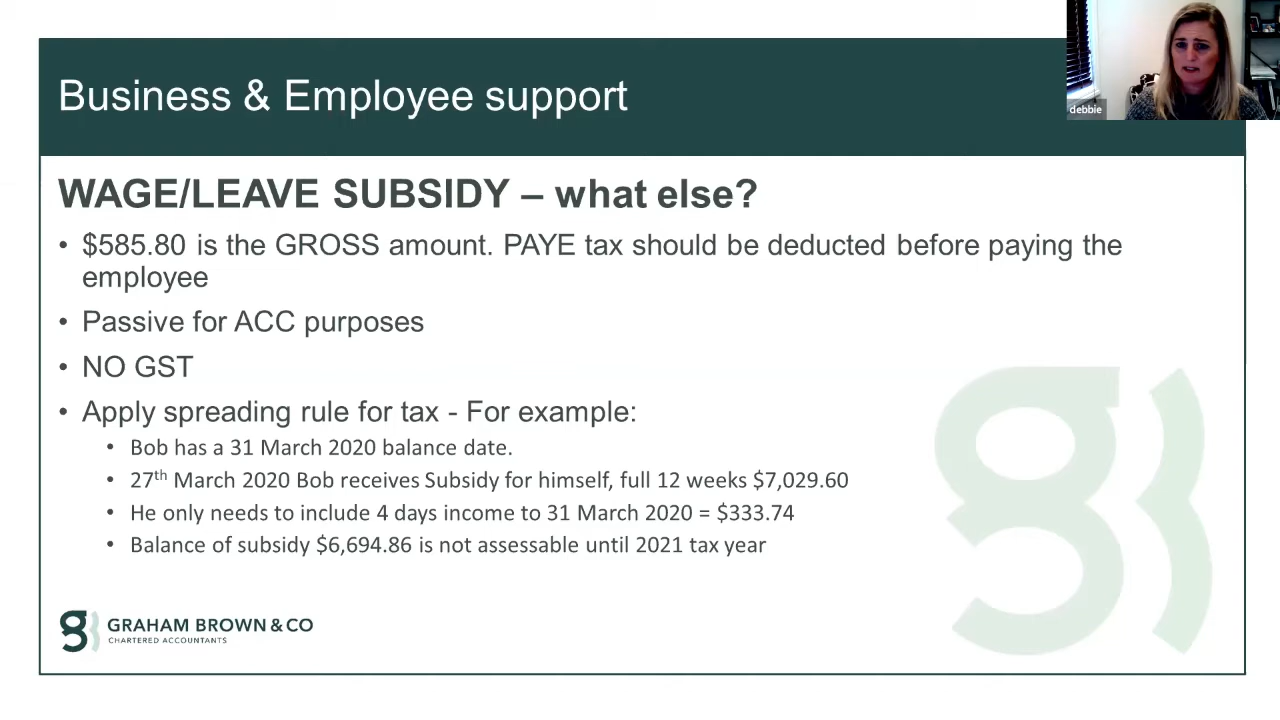 Business & Employee support
debbie
WAGE/LEAVE SUBSIDY – what else?
• $585.80 is the GROSS amount. PAYE tax should be deducted before paying the
employee
• Passive for ACC purposes
• NO GST
• Apply spreading rule for tax - For example:
• Bob has a 31 March 2020 balance date.
• 27th March 2020 Bob receives Subsidy for himself, full 12 weeks $7,029.60
• He only needs to include 4 days income to 31 March 2020 = $333.74
• Balance of subsidy $6,694.86 is not assessable until 2021 tax year
GRAHAM BROWN & CO
CHARTERED ACCOUNTANTS